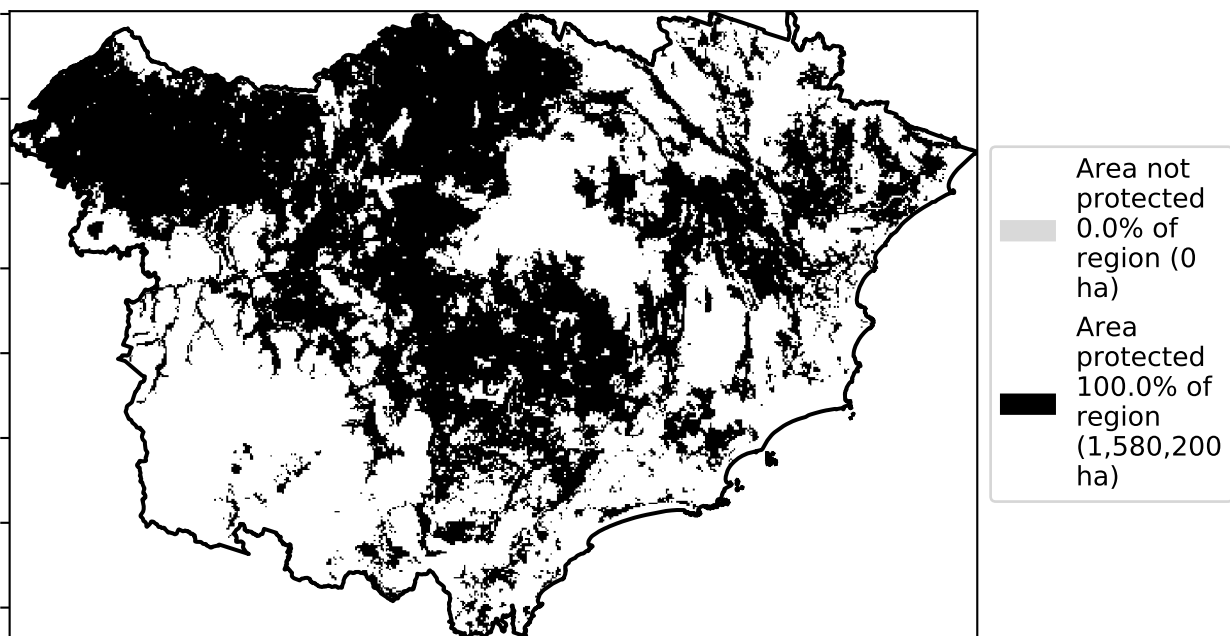 Area not
protected
0.0% of
region (0
ha)
Area
protected
100.0% of
region
(1,580,200
ha)